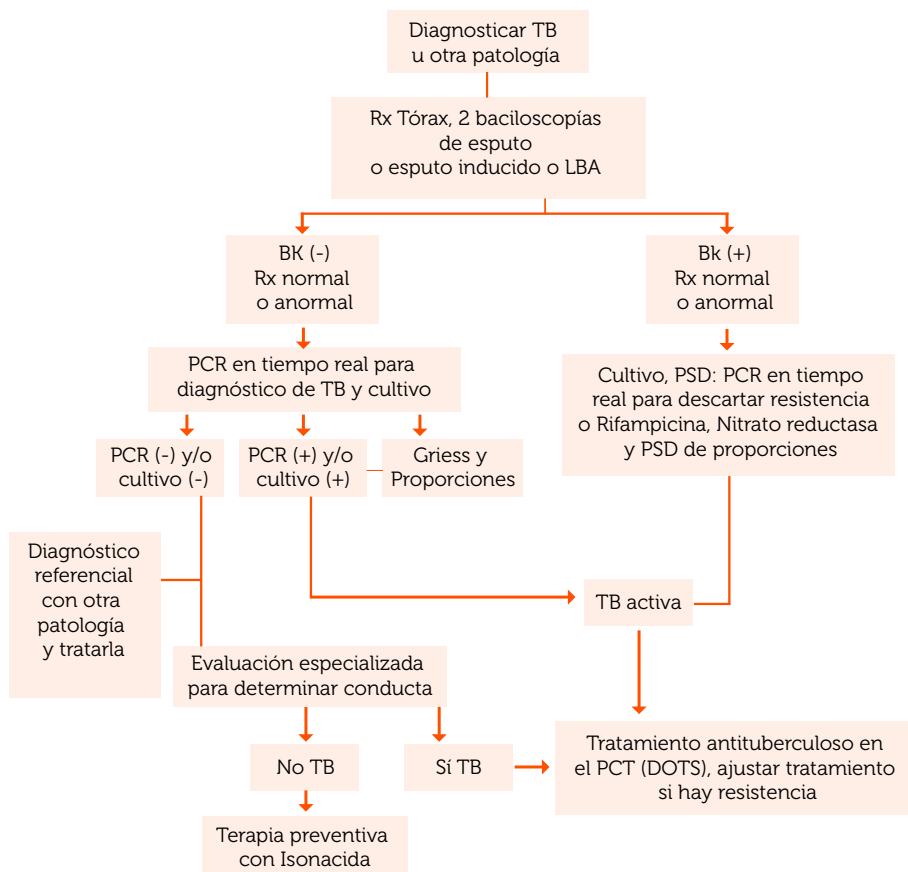 Diagnosticar TB
u otra patología
Rx Tórax, 2 baciloscopías
de esputo
o esputo inducido o LBA
BK (-)
Rx normal
o anormal
Bk (+)
Rx normal
o anormal
PCR en tiempo real para
diagnóstico de TB y cultivo
Cultivo, PSD: PCR en tiempo
real para descartar resistencia
o Rifampicina, Nitrato reductasa
y PSD de proporciones
PCR (-) y/o
cultivo (-)
PCR (+) y/o
cultivo (+)
Griess y
Proporciones
Diagnóstico
referencial
con otra
patología
y tratarla
TB activa
Evaluación especializada
para determinar conducta
No TB
Sí TB
Tratamiento antituberculoso en
el PCT (DOTS), ajustar tratamiento
si hay resistencia
Terapia preventiva
con Isonacida